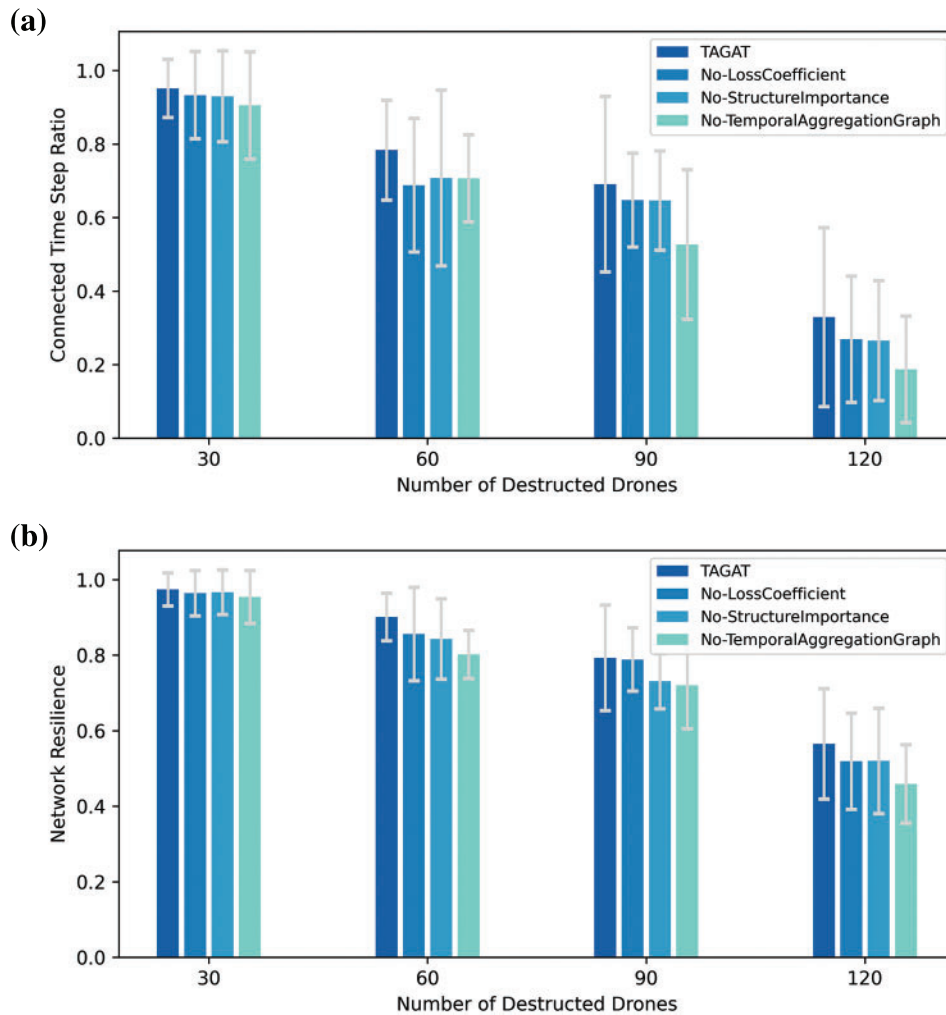 (a)
1.0
0.8
0.6
0.4
0.2
0.0
Connected Time Step Ratio
TAGAT
No-LossCoefficient
No-StructureImportance
No-TemporalAggregationGraph
30 60 90 120
Number of Destructed Drones
(b)
1.0
0.8
0.6
0.4
0.2
0.0
Network Resilience
TAGAT
No-LossCoefficient
No-StructureImportance
No-TemporalAggregationGraph
30 60 90 120
Number of Destructed Drones